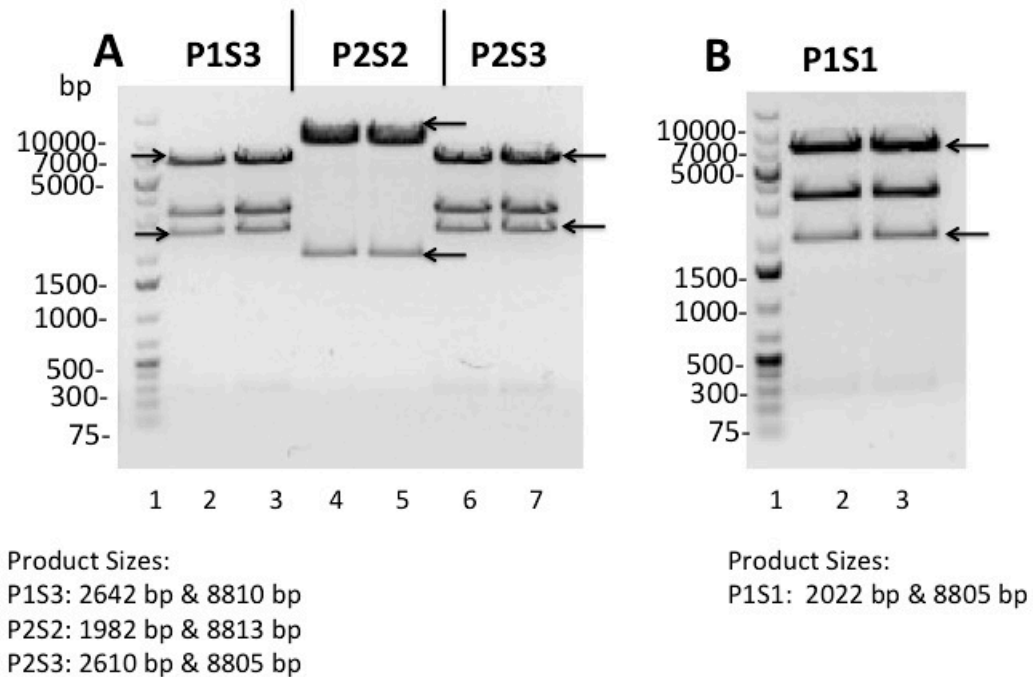 A P1S3 P2S2 P2S3
bp
10000-
7000-
5000-
1500-
1000-
500-
300-
75-
1 2 3 4 5 6 7
Product Sizes:
P1S3: 2642 bp & 8810 bp
P2S2: 1982 bp & 8813 bp
P2S3: 2610 bp & 8805 bp
B P1S1
10000-
7000-
5000-
1500-
1000-
500-
300-
75-
1 2 3
Product Sizes:
P1S1: 2022 bp & 8805 bp